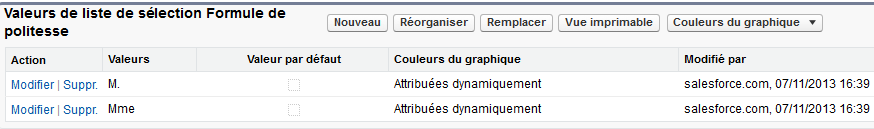 Valeurs de liste de sélection Formule de politesse
Nouveau Réorganiser Remplacer Vue imprimable Couleurs du graphique
Action Valeurs Valeur par défaut Couleurs du graphique Modifié par
Modifier | Suppr. M. Attribuées dynamiquement salesforce.com, 07/11/2013 16:39
Modifier | Suppr. Mme Attribuées dynamiquement salesforce.com, 07/11/2013 16:39